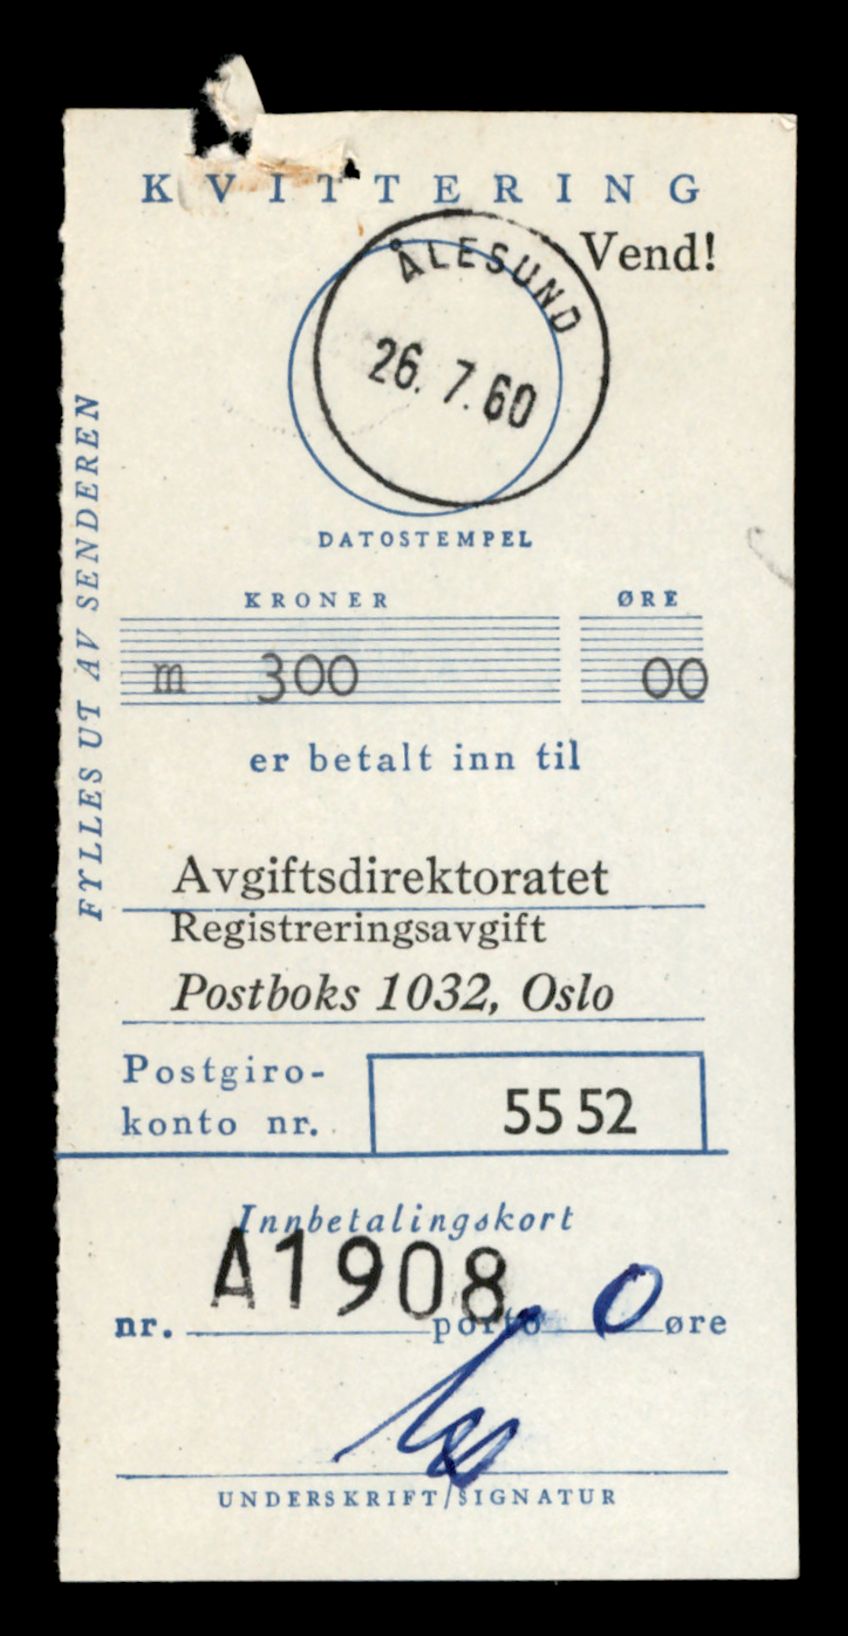 KVITTERING
Vend!
ÅLESUND
26. 7. 60
DATOSTEMPEL
FYLLES UT AV SENDEREN
KRONER ØRE
m 300 00
er betalt inn til
Avgiftsdirektoratet
Registreringsavgift
Postboks 1032, Oslo
Postgiro-
konto nr. 55 52
Innbetalingskort
A1908
nr. porto 0 øre
UNDERSKRIFT/SIGNATUR